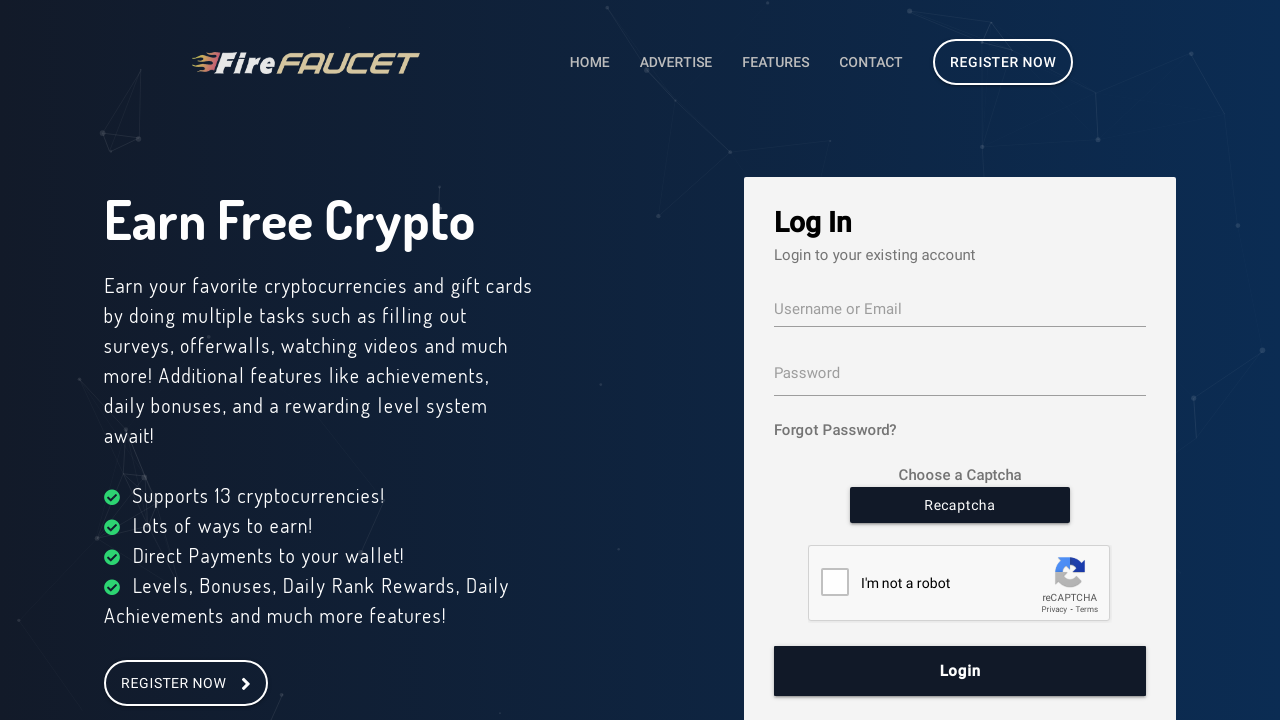 Fire FAUCET
HOME
ADVERTISE
FEATURES
CONTACT
REGISTER NOW
Earn Free Crypto
Earn your favorite cryptocurrencies and gift cards
by doing multiple tasks such as filling out
surveys, offerwalls, watching videos and much
more! Additional features like achievements,
daily bonuses, and a rewarding level system
await!
Supports 13 cryptocurrencies!
Lots of ways to earn!
Direct Payments to your wallet!
Levels, Bonuses, Daily Rank Rewards, Daily
Achievements and much more features!
REGISTER NOW
Log In
Login to your existing account
Username or Email
Password
Forgot Password?
Choose a Captcha
Recaptcha
I'm not a robot
reCAPTCHA
Privacy - Terms
Login